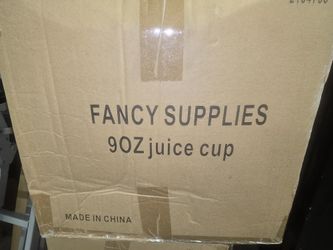 FANCY SUPPLIES
9OZ juice cup
MADE IN CHINA